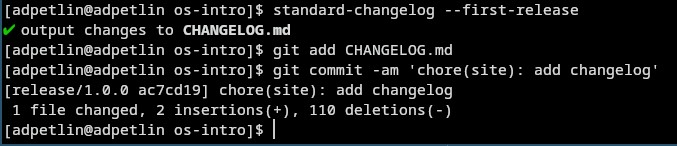 [adpetlin@adpetlin os-intro]$ standard-changelog --first-release
✔ output changes to CHANGELOG.md
[adpetlin@adpetlin os-intro]$ git add CHANGELOG.md
[adpetlin@adpetlin os-intro]$ git commit -am 'chore(site): add changelog'
[release/1.0.0 ac7cd19] chore(site): add changelog
 1 file changed, 2 insertions(+), 110 deletions(-)
[adpetlin@adpetlin os-intro]$